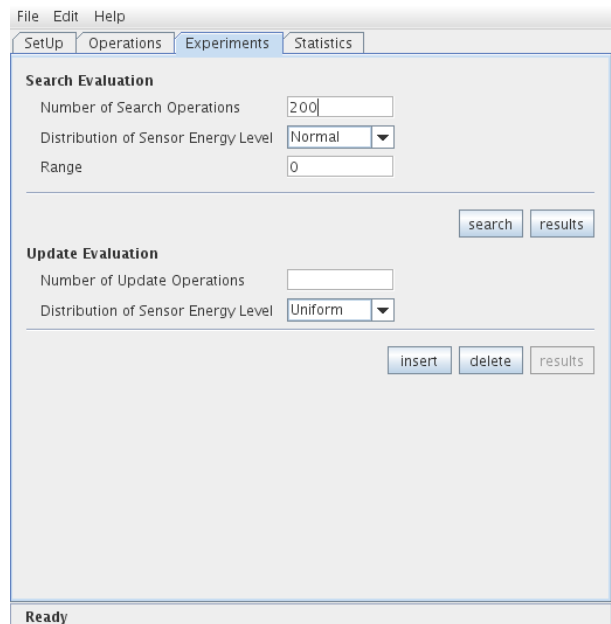 File Edit Help
SetUp Operations Experiments Statistics
Search Evaluation
Number of Search Operations 200
Distribution of Sensor Energy Level Normal
Range 0
search results
Update Evaluation
Number of Update Operations
Distribution of Sensor Energy Level Uniform
insert delete results
Ready